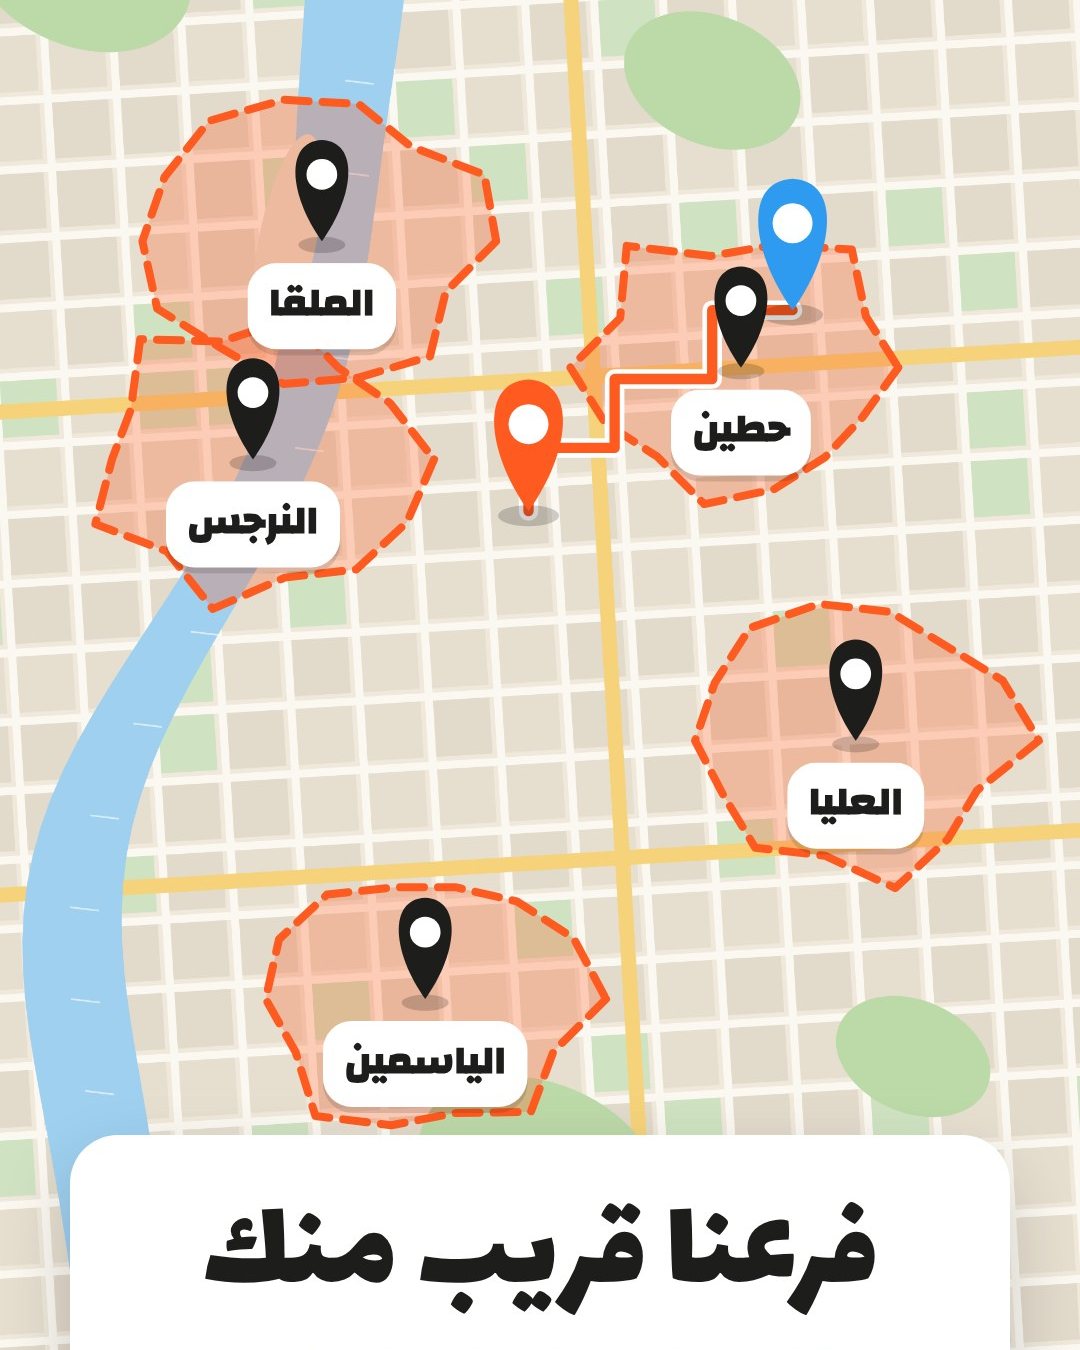 الملقا
حطين
النرجس
العليا
الياسمين
فرعنا قريب منك